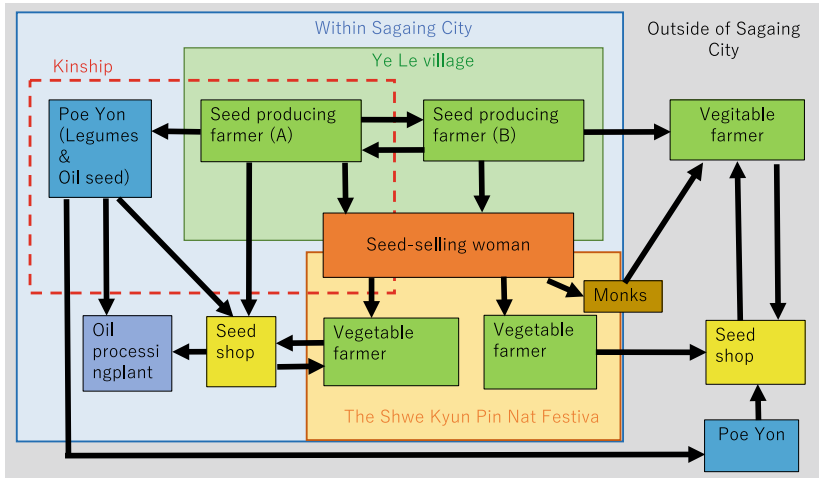 Within Sagaing City
Outside of Sagaing
City
Ye Le village
Kinship
Poe Yon
(Legumes
&
Oil seed)
Seed producing
farmer (A)
Seed producing
farmer (B)
Vegitable
farmer
Seed-selling woman
Monks
Oil
processi
ngplant
Seed
shop
Vegetable
farmer
Vegetable
farmer
Seed
shop
The Shwe Kyun Pin Nat Festiva
Poe Yon